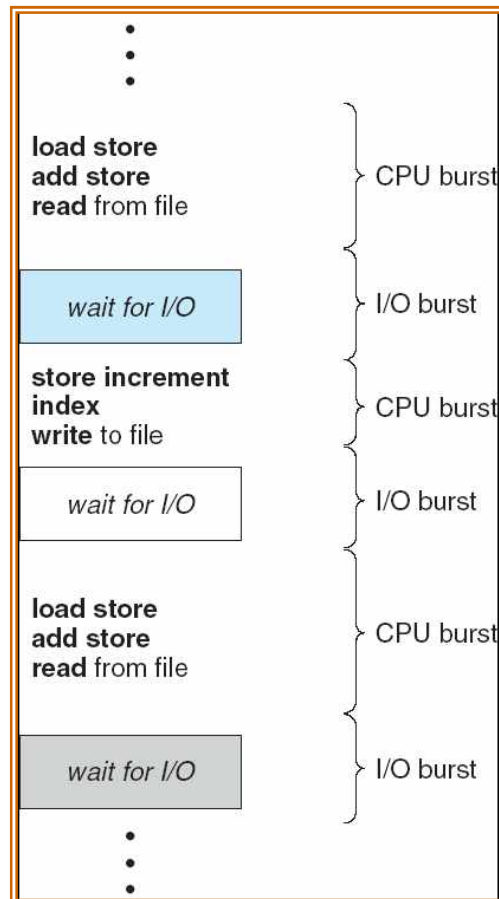 load store
add store
read from file
CPU burst
wait for I/O
I/O burst
store increment
index
write to file
CPU burst
wait for I/O
I/O burst
load store
add store
read from file
CPU burst
wait for I/O
I/O burst